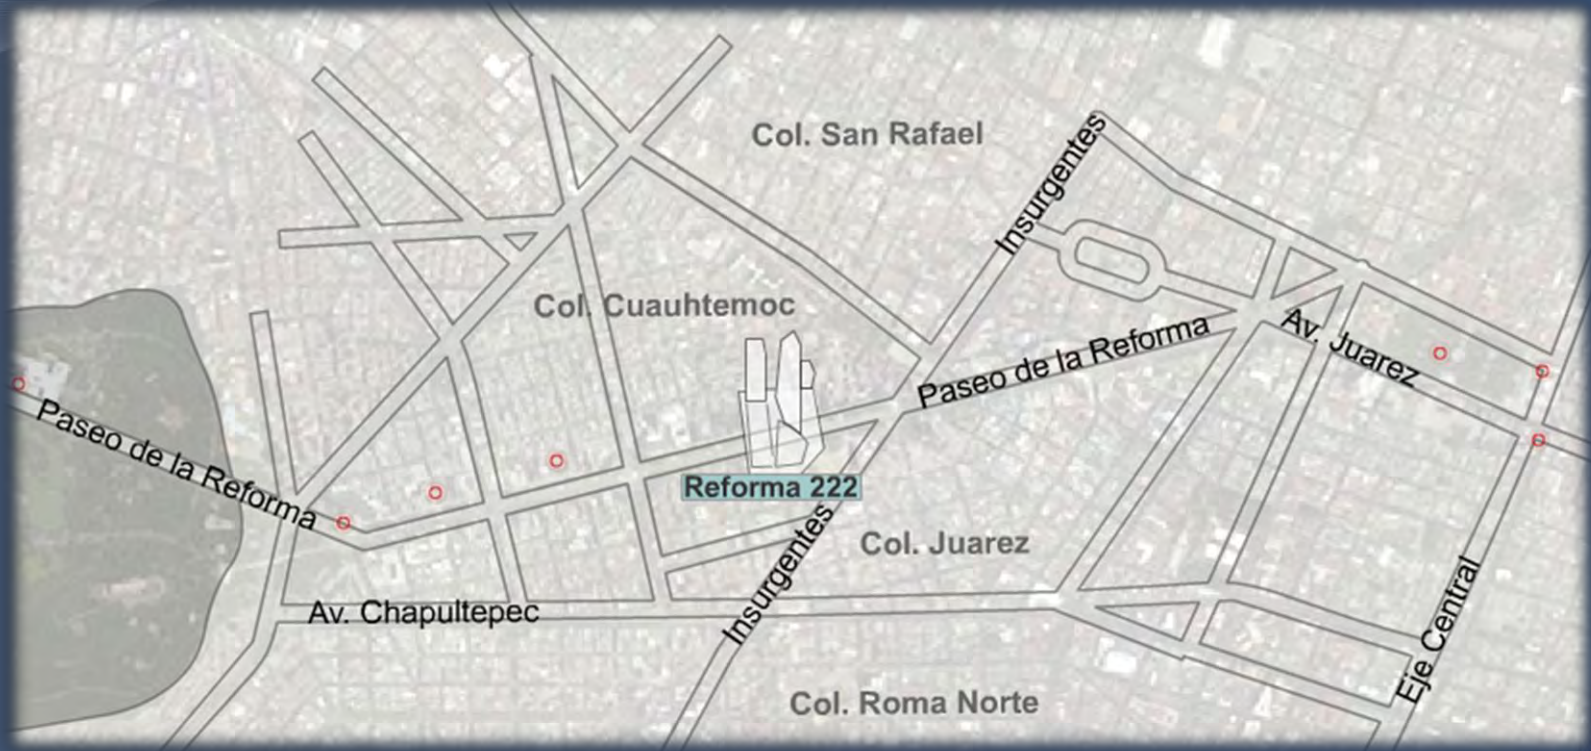 Col. San Rafael
Insurgentes
Col. Cuauhtemoc
Paseo de la Reforma
Av. Juarez
Paseo de la Reforma
Reforma 222
Insurgentes
Col. Juarez
Av. Chapultepec
Eje Central
Col. Roma Norte